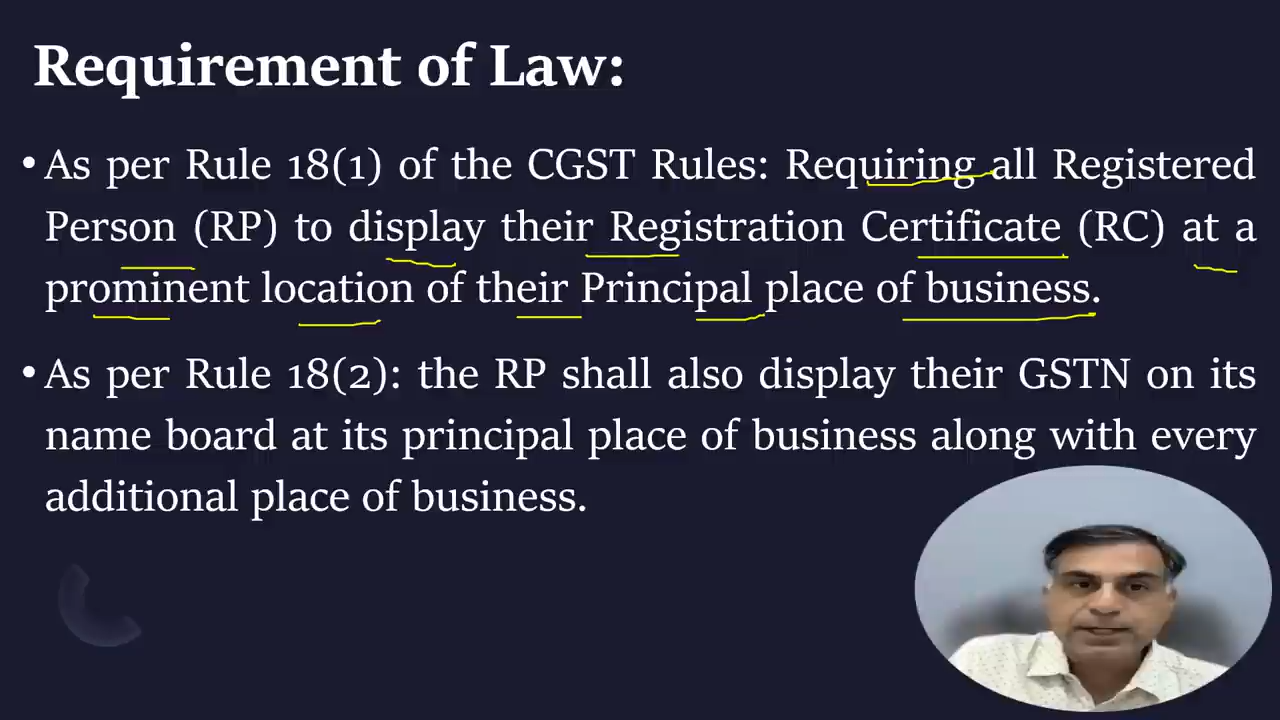 Requirement of Law:
• As per Rule 18(1) of the CGST Rules: Requiring all Registered
Person (RP) to display their Registration Certificate (RC) at a
prominent location of their Principal place of business.
• As per Rule 18(2): the RP shall also display their GSTN on its
name board at its principal place of business along with every
additional place of business.